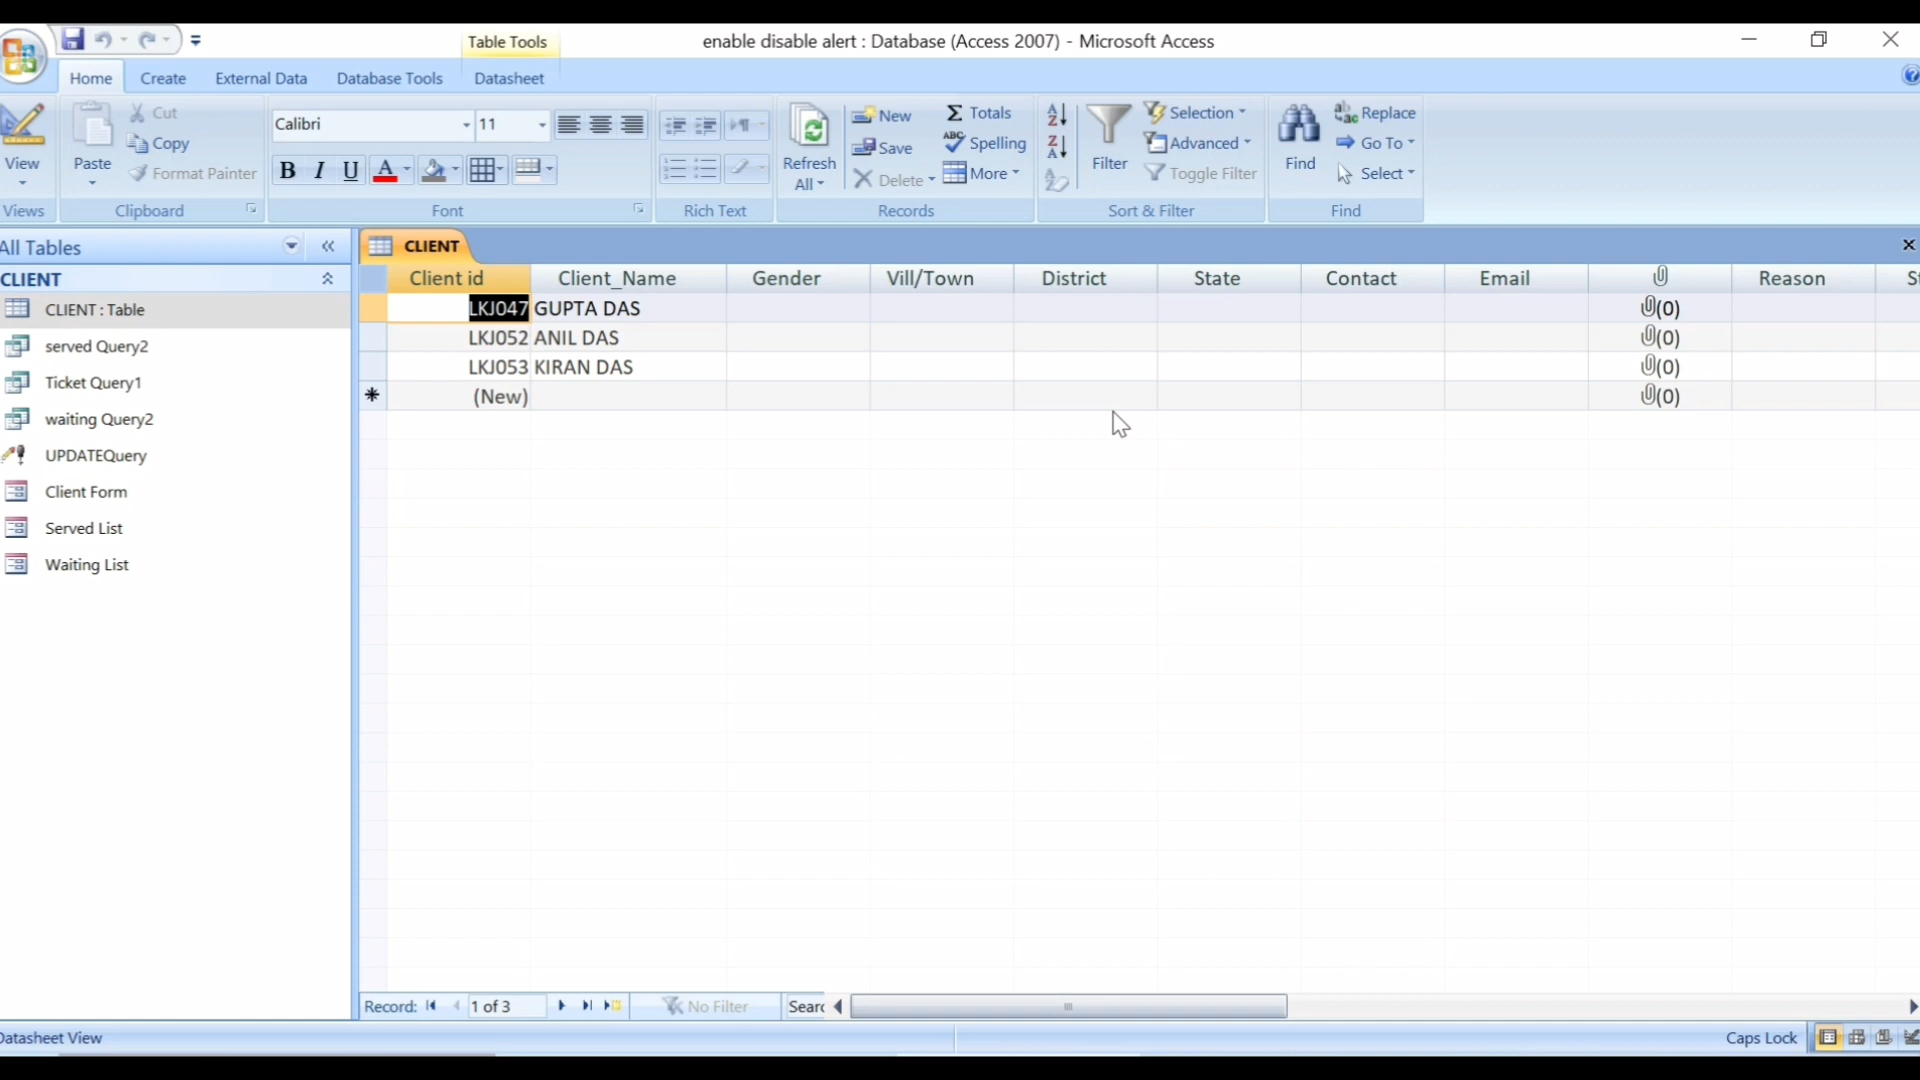 Table Tools
enable disable alert : Database (Access 2007) - Microsoft Access
Home Create External Data Database Tools Datasheet
View
Views
Paste
Cut
Copy
Format Painter
Clipboard
Calibri 11
B I U A
Font
Rich Text
Refresh All
New
Save
Delete
Totals
Spelling
More
Records
Filter
Selection
Advanced
Toggle Filter
Sort & Filter
Find
Replace
Go To
Select
Find
All Tables
CLIENT
CLIENT : Table
served Query2
Ticket Query1
waiting Query2
UPDATEQuery
Client Form
Served List
Waiting List
CLIENT
Client id Client_Name Gender Vill/Town District State Contact Email Reason
LKJ047 GUPTA DAS (0)
LKJ052 ANIL DAS (0)
LKJ053 KIRAN DAS (0)
(New) (0)
Record: 1 of 3 No Filter Searc
Datasheet View
Caps Lock